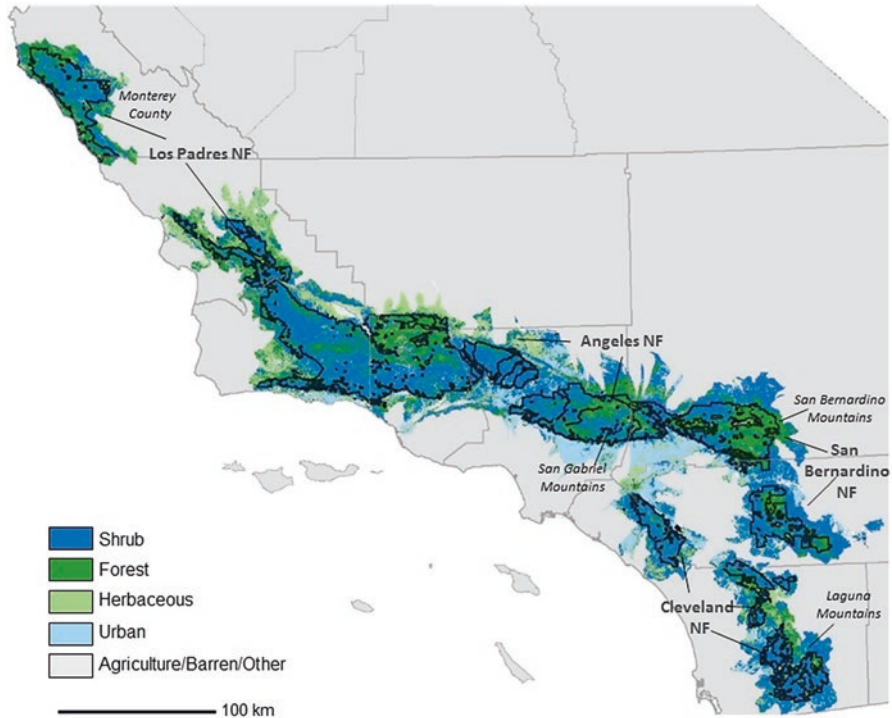 Monterey
County
Los Padres NF
Angeles NF
San Bernardino
Mountains
San
Bernardino
NF
San Gabriel
Mountains
Cleveland
NF
Laguna
Mountains
Shrub
Forest
Herbaceous
Urban
Agriculture/Barren/Other
100 km